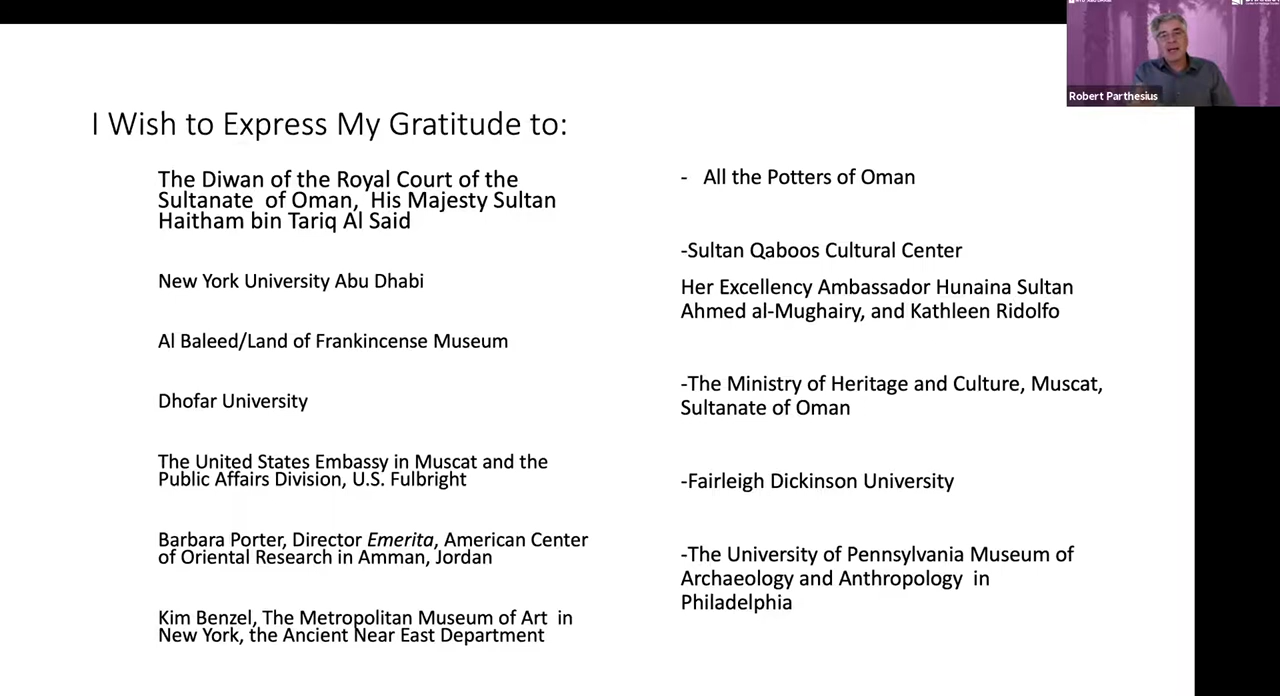 Robert Parthesius
I Wish to Express My Gratitude to:
The Diwan of the Royal Court of the
Sultanate of Oman, His Majesty Sultan
Haitham bin Tariq Al Said
New York University Abu Dhabi
Al Baleed/Land of Frankincense Museum
Dhofar University
The United States Embassy in Muscat and the
Public Affairs Division, U.S. Fulbright
Barbara Porter, Director Emerita, American Center
of Oriental Research in Amman, Jordan
Kim Benzel, The Metropolitan Museum of Art in
New York, the Ancient Near East Department
- All the Potters of Oman
-Sultan Qaboos Cultural Center
Her Excellency Ambassador Hunaina Sultan
Ahmed al-Mughairy, and Kathleen Ridolfo
-The Ministry of Heritage and Culture, Muscat,
Sultanate of Oman
-Fairleigh Dickinson University
-The University of Pennsylvania Museum of
Archaeology and Anthropology in
Philadelphia